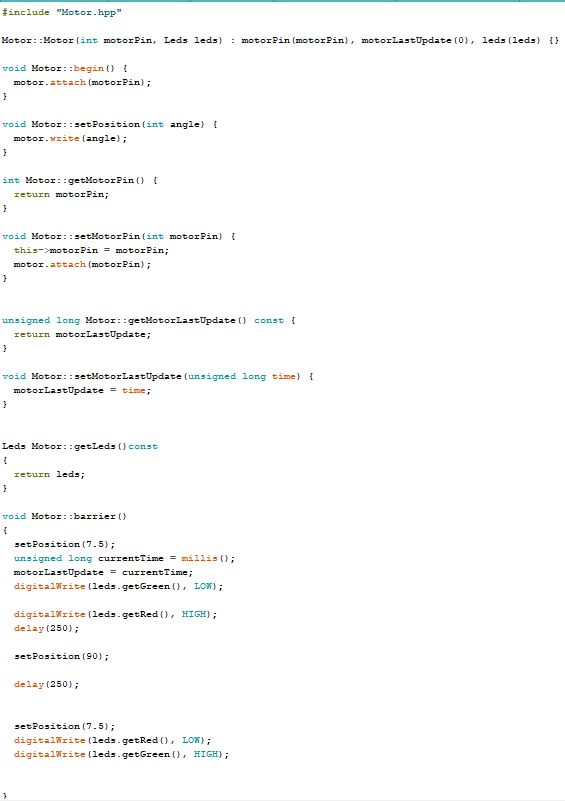 #include "Motor.hpp"
Motor::Motor(int motorPin, Leds leds) : motorPin(motorPin), motorLastUpdate(0), leds(leds) {}
void Motor::begin() {
  motor.attach(motorPin);
}
void Motor::setPosition(int angle) {
  motor.write(angle);
}
int Motor::getMotorPin() {
  return motorPin;
}
void Motor::setMotorPin(int motorPin) {
  this->motorPin = motorPin;
  motor.attach(motorPin);
}
unsigned long Motor::getMotorLastUpdate() const {
  return motorLastUpdate;
}
void Motor::setMotorLastUpdate(unsigned long time) {
  motorLastUpdate = time;
}
Leds Motor::getLeds()const
{
  return leds;
}
void Motor::barrier()
{
  setPosition(7.5);
  unsigned long currentTime = millis();
  motorLastUpdate = currentTime;
  digitalWrite(leds.getGreen(), LOW);
  digitalWrite(leds.getRed(), HIGH);
  delay(250);
  setPosition(90);
  delay(250);
  setPosition(7.5);
  digitalWrite(leds.getRed(), LOW);
  digitalWrite(leds.getGreen(), HIGH);
}